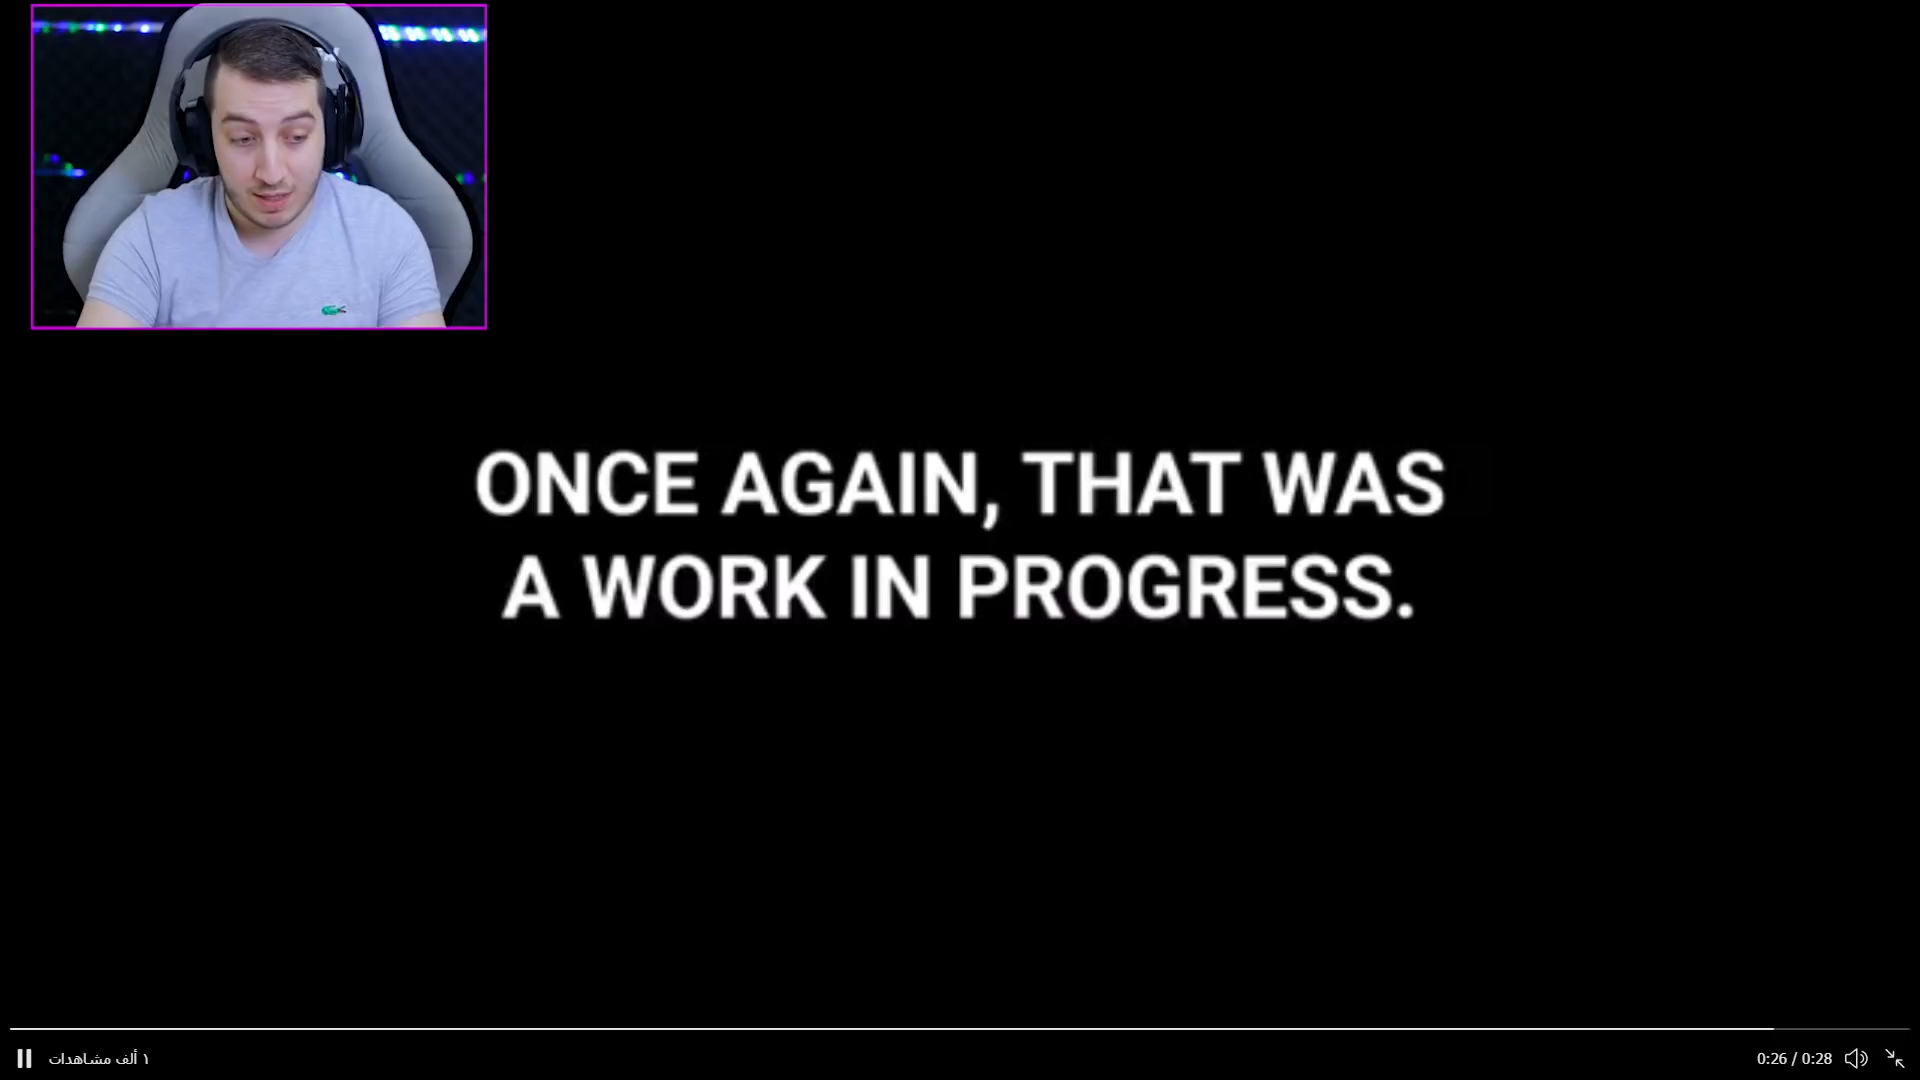 ONCE AGAIN, THAT WAS
A WORK IN PROGRESS.
١ ألف مشاهدات
0:26 / 0:28